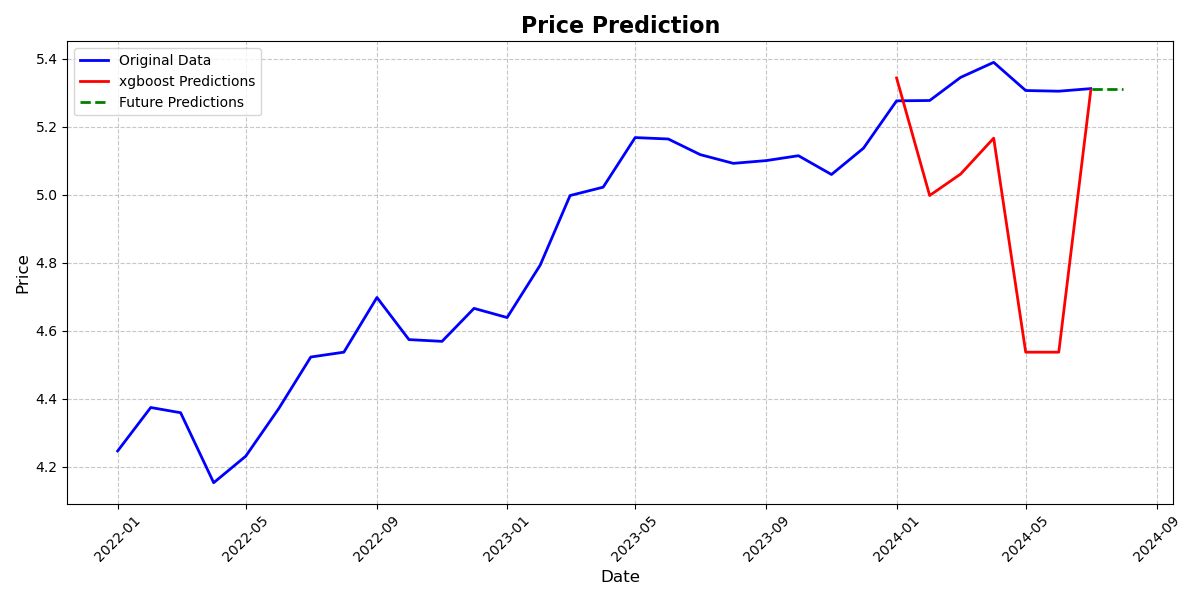 Price Prediction
Original Data
xgboost Predictions
Future Predictions
Price
5.4
5.2
5.0
4.8
4.6
4.4
4.2
2022-01
2022-05
2022-09
2023-01
2023-05
2023-09
2024-01
2024-05
2024-09
Date